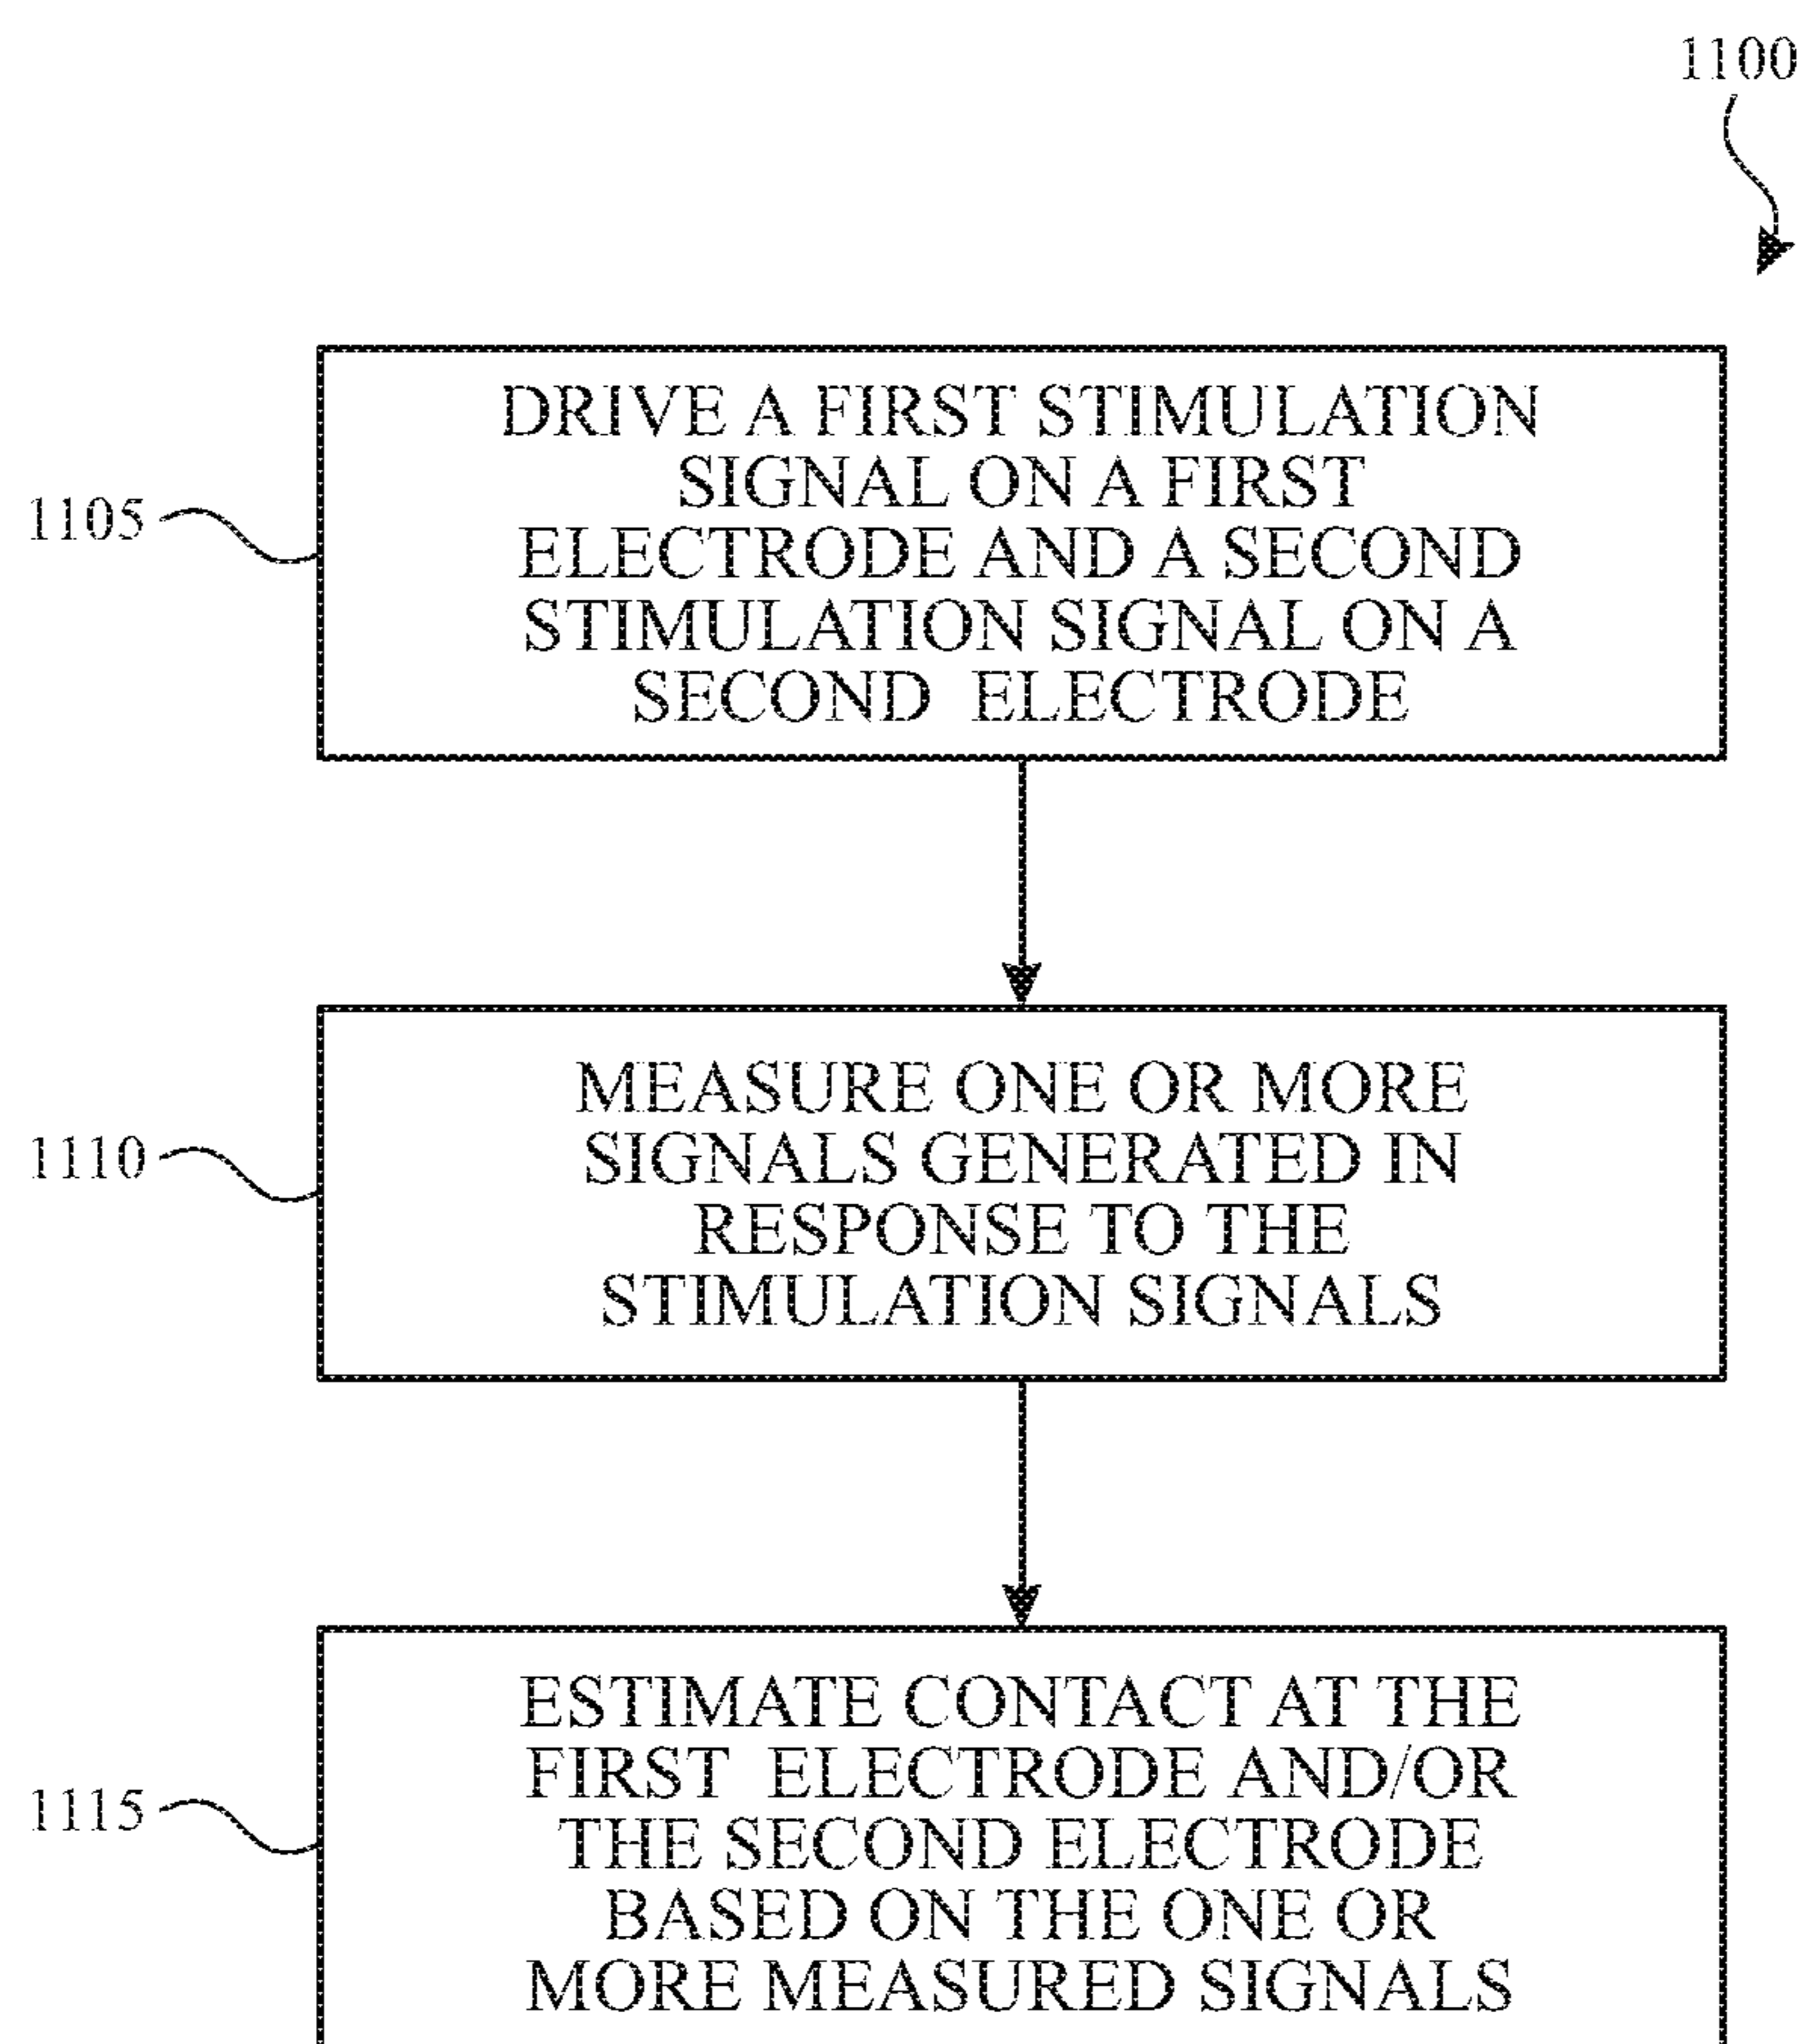 1100
DRIVE A FIRST STIMULATION
SIGNAL ON A FIRST
ELECTRODE AND A SECOND
STIMULATION SIGNAL ON A
SECOND ELECTRODE
1105
MEASURE ONE OR MORE
SIGNALS GENERATED IN
RESPONSE TO THE
STIMULATION SIGNALS
1110
ESTIMATE CONTACT AT THE
FIRST ELECTRODE AND/OR
THE SECOND ELECTRODE
BASED ON THE ONE OR
MORE MEASURED SIGNALS
1115